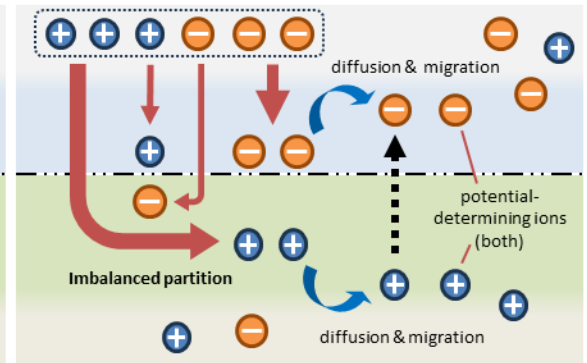 diffusion & migration
potential-
determining ions
(both)
Imbalanced partition
diffusion & migration